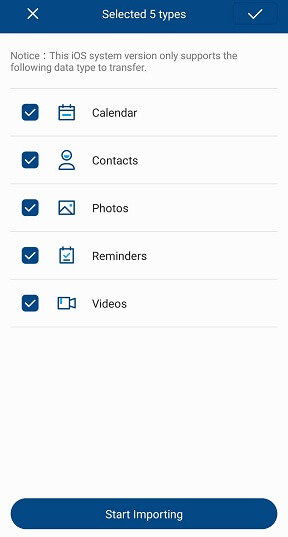 Selected 5 types
Notice：This iOS system version only supports the
following data type to transfer.
Calendar
Contacts
Photos
Reminders
Videos
Start Importing